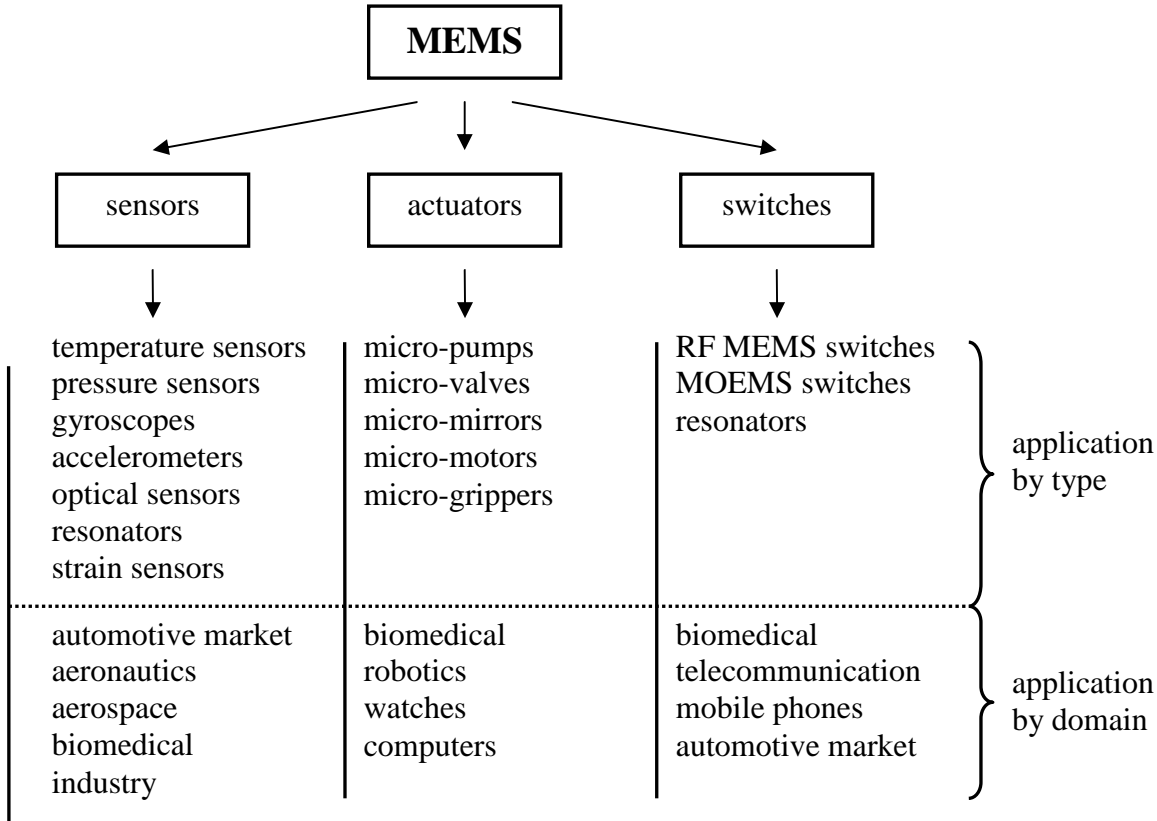 MEMS
sensors
actuators
switches
temperature sensors
pressure sensors
gyroscopes
accelerometers
optical sensors
resonators
strain sensors
micro-pumps
micro-valves
micro-mirrors
micro-motors
micro-grippers
RF MEMS switches
MOEMS switches
resonators
application
by type
automotive market
aeronautics
aerospace
biomedical
industry
biomedical
robotics
watches
computers
biomedical
telecommunication
mobile phones
automotive market
application
by domain